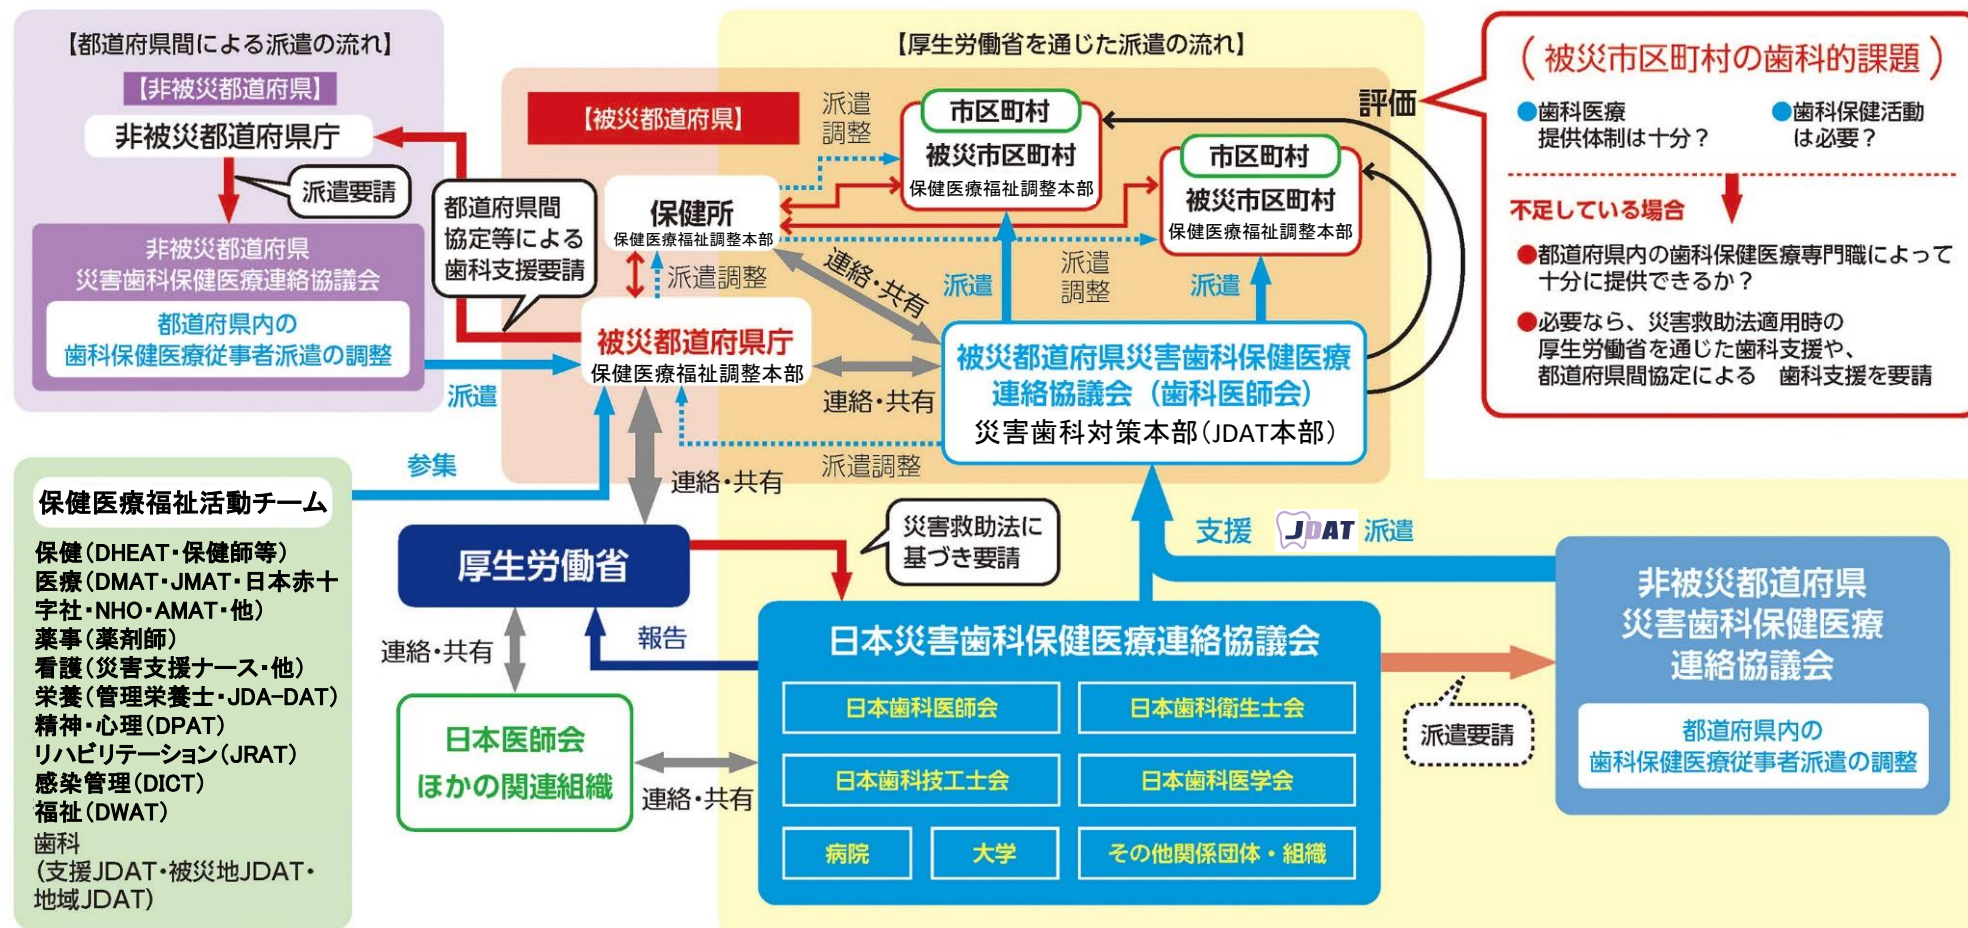 【都道府県間による派遣の流れ】
【非被災都道府県】
非被災都道府県庁
派遣要請
非被災都道府県
災害歯科保健医療連絡協議会
都道府県内の
歯科保健医療従事者派遣の調整
派遣
都道府県間
協定等による
歯科支援要請
【厚生労働省を通じた派遣の流れ】
【被災都道府県】
派遣
調整
市区町村
被災市区町村
保健医療福祉調整本部
市区町村
被災市区町村
保健医療福祉調整本部
評価
保健所
保健医療福祉調整本部
派遣調整
連絡・共有
派遣
派遣
調整
派遣
被災都道府県庁
保健医療福祉調整本部
連絡・共有
被災都道府県災害歯科保健医療
連絡協議会（歯科医師会）
災害歯科対策本部（JDAT本部）
派遣調整
連絡・共有
（被災市区町村の歯科的課題）
●歯科医療
提供体制は十分？
●歯科保健活動
は必要？
不足している場合
●都道府県内の歯科保健医療専門職によって
十分に提供できるか？
●必要なら、災害救助法適用時の
厚生労働省を通じた歯科支援や、
都道府県間協定による 歯科支援を要請
参集
保健医療福祉活動チーム
保健（DHEAT・保健師等）
医療（DMAT・JMAT・日本赤十
字社・NHO・AMAT・他）
薬事（薬剤師）
看護（災害支援ナース・他）
栄養（管理栄養士・JDA-DAT）
精神・心理（DPAT）
リハビリテーション（JRAT）
感染管理（DICT）
福祉（DWAT）
歯科
（支援JDAT・被災地JDAT・
地域JDAT）
厚生労働省
災害救助法に
基づき要請
連絡・共有
報告
日本医師会
ほかの関連組織
連絡・共有
支援 JDAT 派遣
日本災害歯科保健医療連絡協議会
日本歯科医師会
日本歯科衛生士会
日本歯科技工士会
日本歯科医学会
病院
大学
その他関係団体・組織
派遣要請
非被災都道府県
災害歯科保健医療
連絡協議会
都道府県内の
歯科保健医療従事者派遣の調整